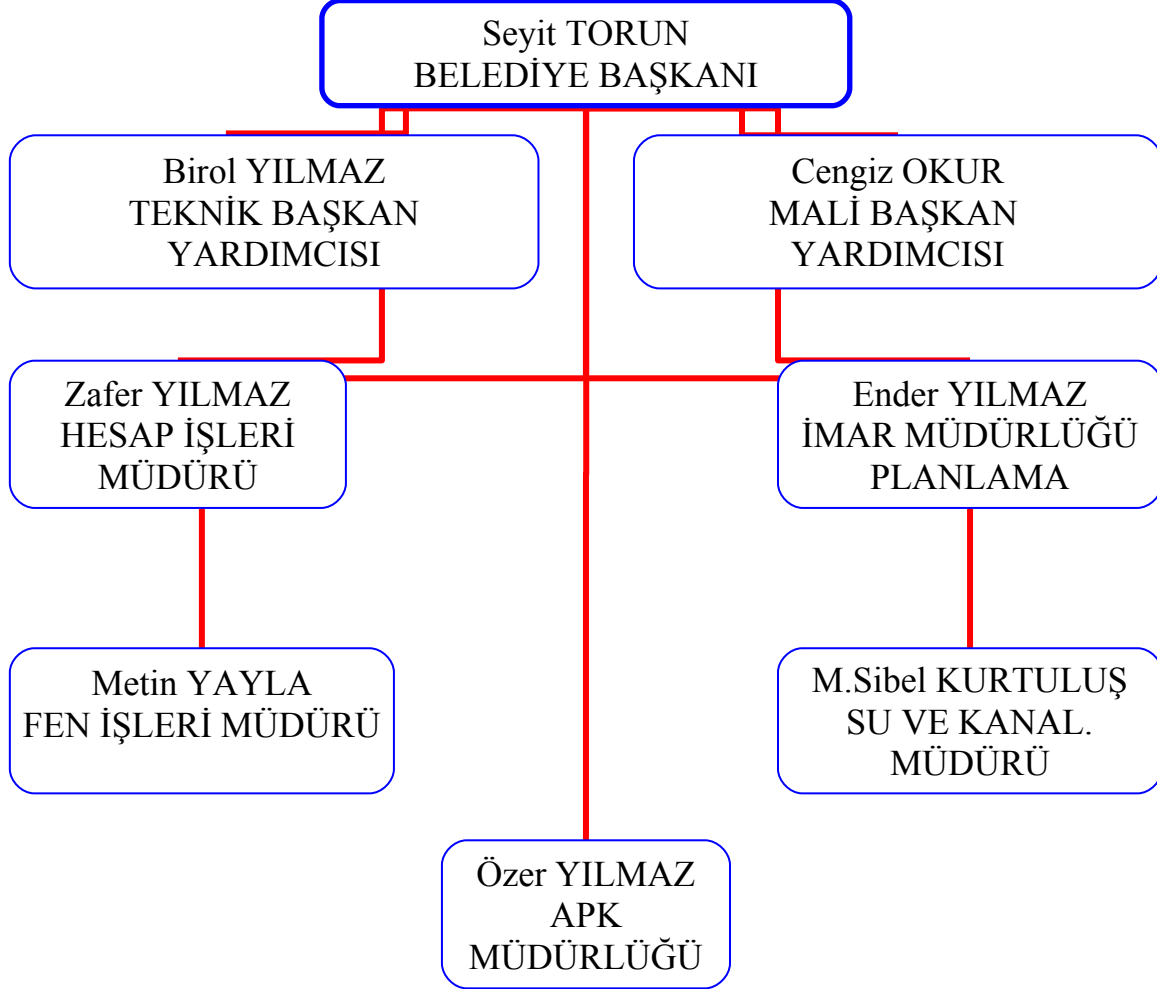 Seyit TORUN
BELEDİYE BAŞKANI
Birol YILMAZ
TEKNİK BAŞKAN
YARDIMCISI
Cengiz OKUR
MALİ BAŞKAN
YARDIMCISI
Zafer YILMAZ
HESAP İŞLERİ
MÜDÜRÜ
Ender YILMAZ
İMAR MÜDÜRLÜĞÜ
PLANLAMA
Metin YAYLA
FEN İŞLERİ MÜDÜRÜ
M.Sibel KURTULUŞ
SU VE KANAL.
MÜDÜRÜ
Özer YILMAZ
APK
MÜDÜRLÜĞÜ